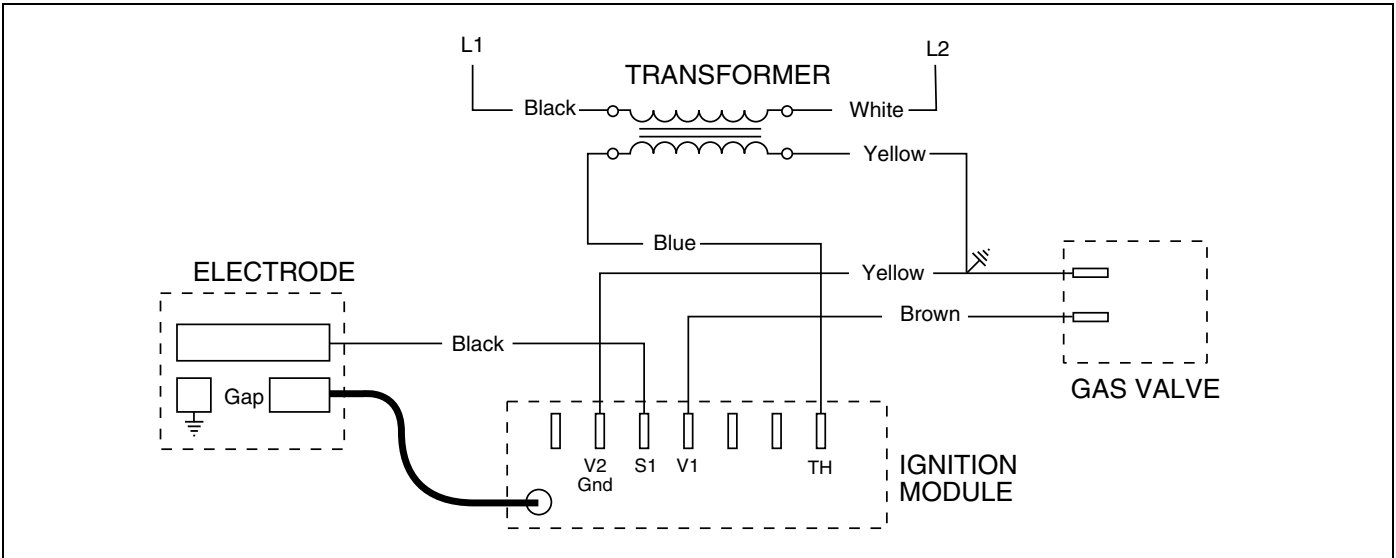 L1
L2
TRANSFORMER
Black
White
Yellow
Blue
ELECTRODE
Yellow
Brown
Black
GAS VALVE
Gap
V2
Gnd
S1
V1
TH
IGNITION
MODULE